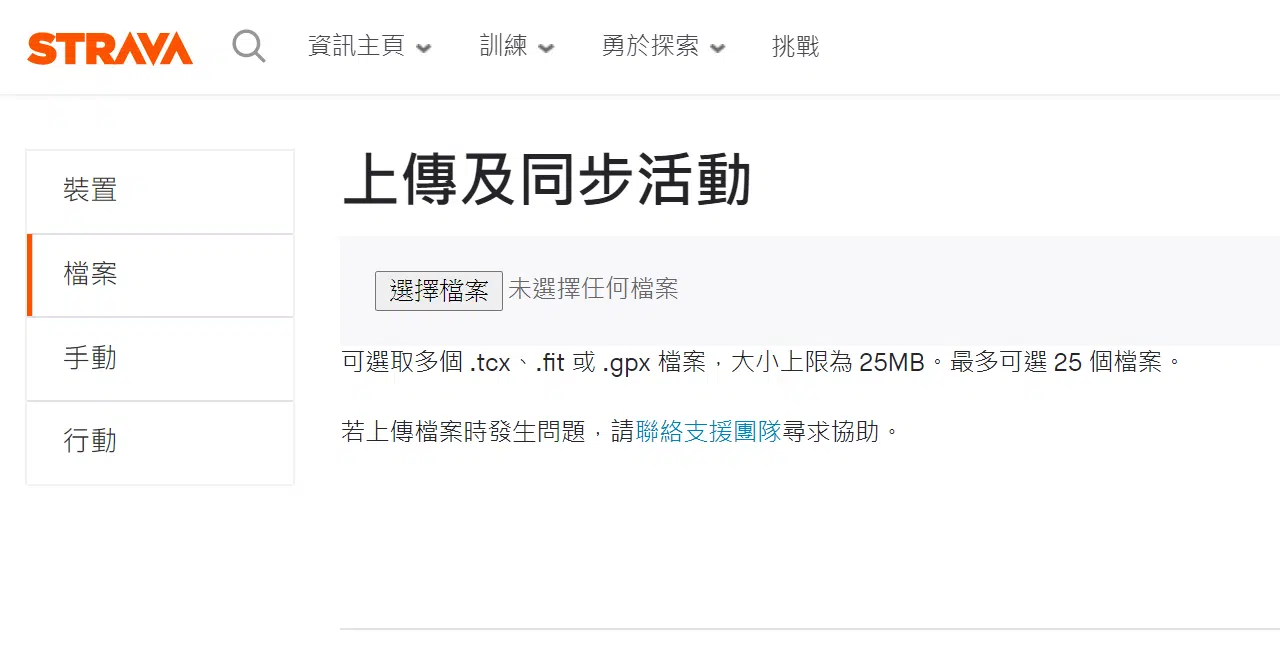 STRAVA 資訊主頁 訓練 勇於探索 挑戰
裝置
檔案
手動
行動
上傳及同步活動
選擇檔案 未選擇任何檔案
可選取多個 .tcx、.fit 或 .gpx 檔案，大小上限為 25MB。最多可選 25 個檔案。
若上傳檔案時發生問題，請聯絡支援團隊尋求協助。